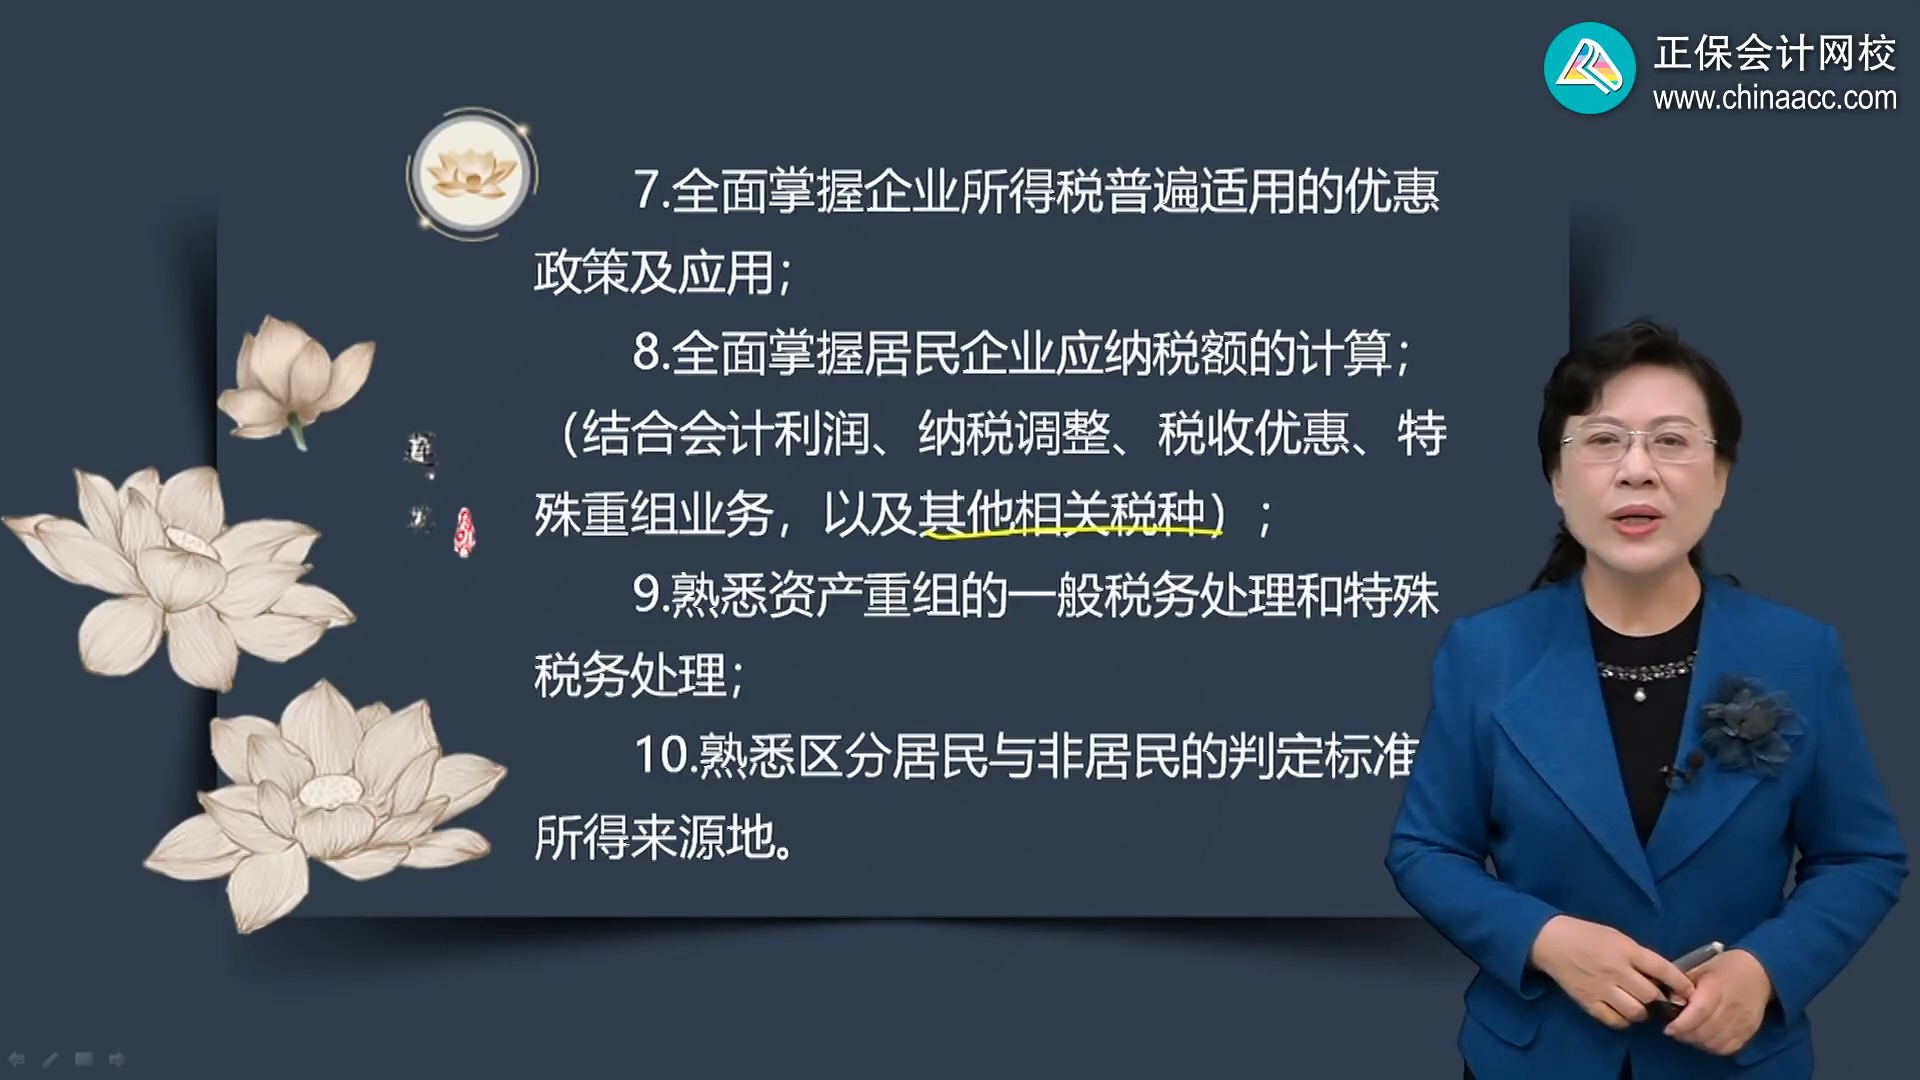 正保会计网校
www.chinaacc.com
7.全面掌握企业所得税普遍适用的优惠
政策及应用；
8.全面掌握居民企业应纳税额的计算；
（结合会计利润、纳税调整、税收优惠、特
殊重组业务，以及其他相关税种）；
9.熟悉资产重组的一般税务处理和特殊
税务处理；
10.熟悉区分居民与非居民的判定标准
所得来源地。